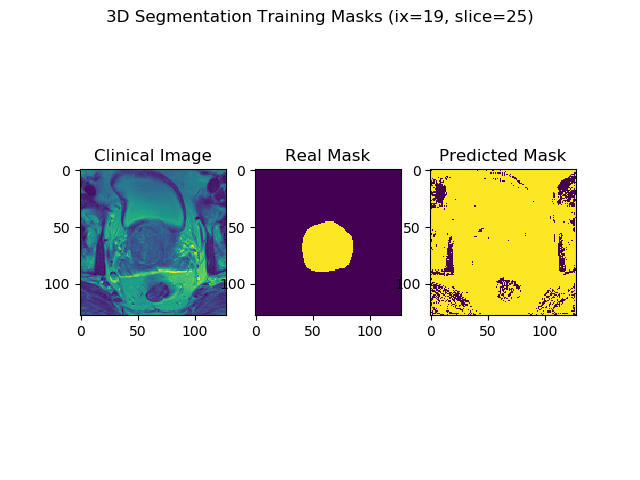 3D Segmentation Training Masks (ix=19, slice=25)
Clinical Image Real Mask Predicted Mask
0 0 0
50 50 50
100 100 100
0 50 100 0 50 100 0 50 100